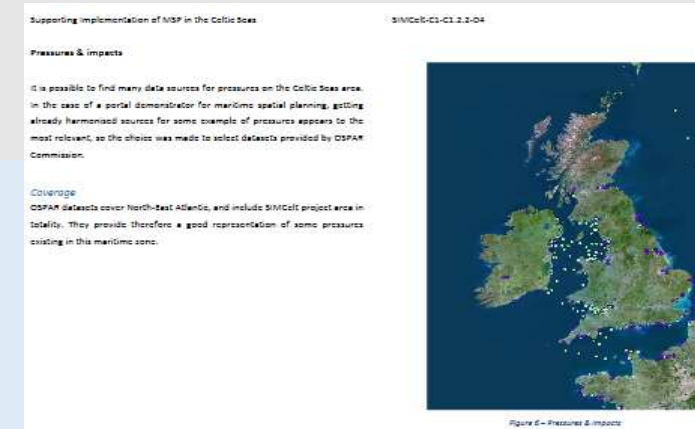 Supporting Implementation of MSP in the Celtic Seas
SIMCelt-C1-C1.2.2-D4
Pressures & impacts
It is possible to find many data sources for pressures on the Celtic Seas area.
In the case of a portal demonstrator for maritime spatial planning, getting
already harmonised sources for some example of pressures appears to the
most relevant, so the choice was made to select datasets provided by OSPAR
Commission.
Coverage
OSPAR datasets cover North-East Atlantic, and include SIMCelt project area in
totality. They provide therefore a good representation of some pressures
existing in this maritime zone.
Figure 6 – Pressures & impacts